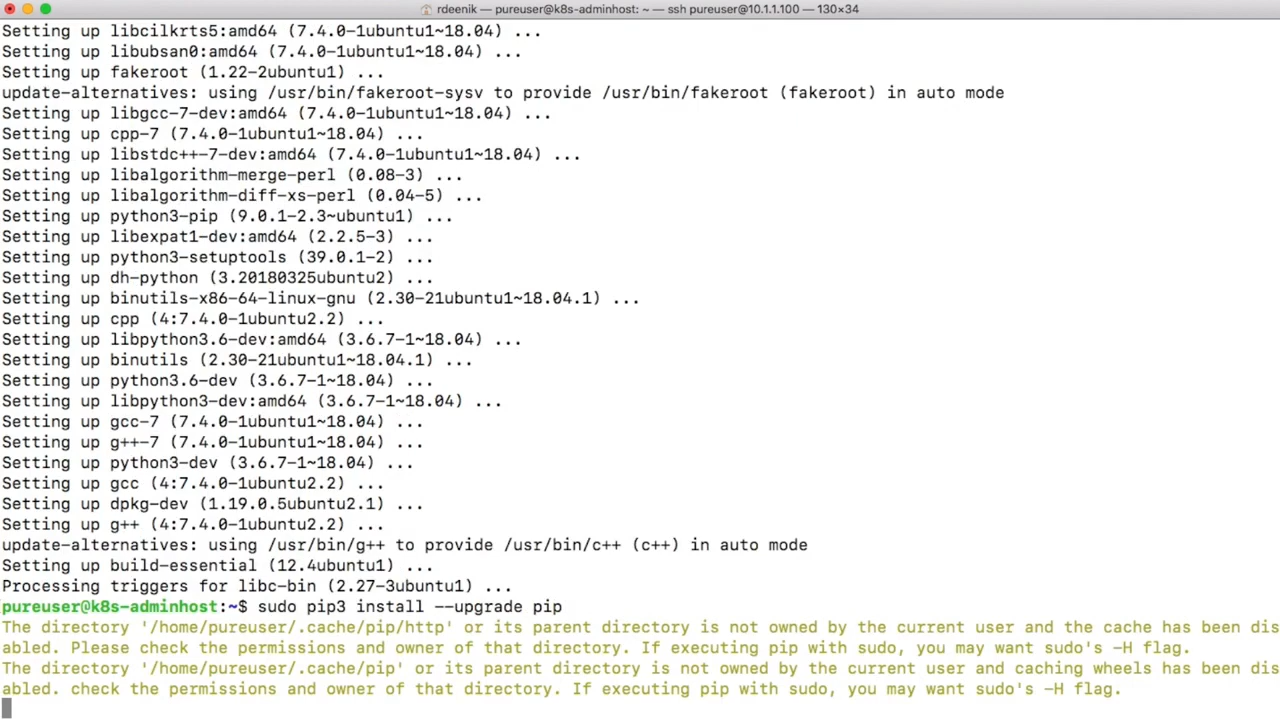 rdeenik — pureuser@k8s-adminhost: ~ — ssh pureuser@10.1.1.100 — 130×34
Setting up libcilkrts5:amd64 (7.4.0-1ubuntu1~18.04) ...
Setting up libubsan0:amd64 (7.4.0-1ubuntu1~18.04) ...
Setting up fakeroot (1.22-2ubuntu1) ...
update-alternatives: using /usr/bin/fakeroot-sysv to provide /usr/bin/fakeroot (fakeroot) in auto mode
Setting up libgcc-7-dev:amd64 (7.4.0-1ubuntu1~18.04) ...
Setting up cpp-7 (7.4.0-1ubuntu1~18.04) ...
Setting up libstdc++-7-dev:amd64 (7.4.0-1ubuntu1~18.04) ...
Setting up libalgorithm-merge-perl (0.08-3) ...
Setting up libalgorithm-diff-xs-perl (0.04-5) ...
Setting up python3-pip (9.0.1-2.3~ubuntu1) ...
Setting up libexpat1-dev:amd64 (2.2.5-3) ...
Setting up python3-setuptools (39.0.1-2) ...
Setting up dh-python (3.20180325ubuntu2) ...
Setting up binutils-x86-64-linux-gnu (2.30-21ubuntu1~18.04.1) ...
Setting up cpp (4:7.4.0-1ubuntu2.2) ...
Setting up libpython3.6-dev:amd64 (3.6.7-1~18.04) ...
Setting up binutils (2.30-21ubuntu1~18.04.1) ...
Setting up python3.6-dev (3.6.7-1~18.04) ...
Setting up libpython3-dev:amd64 (3.6.7-1~18.04) ...
Setting up gcc-7 (7.4.0-1ubuntu1~18.04) ...
Setting up g++-7 (7.4.0-1ubuntu1~18.04) ...
Setting up python3-dev (3.6.7-1~18.04) ...
Setting up gcc (4:7.4.0-1ubuntu2.2) ...
Setting up dpkg-dev (1.19.0.5ubuntu2.1) ...
Setting up g++ (4:7.4.0-1ubuntu2.2) ...
update-alternatives: using /usr/bin/g++ to provide /usr/bin/c++ (c++) in auto mode
Setting up build-essential (12.4ubuntu1) ...
Processing triggers for libc-bin (2.27-3ubuntu1) ...
pureuser@k8s-adminhost:~$ sudo pip3 install --upgrade pip
The directory '/home/pureuser/.cache/pip/http' or its parent directory is not owned by the current user and the cache has been dis
abled. Please check the permissions and owner of that directory. If executing pip with sudo, you may want sudo's -H flag.
The directory '/home/pureuser/.cache/pip' or its parent directory is not owned by the current user and caching wheels has been dis
abled. check the permissions and owner of that directory. If executing pip with sudo, you may want sudo's -H flag.